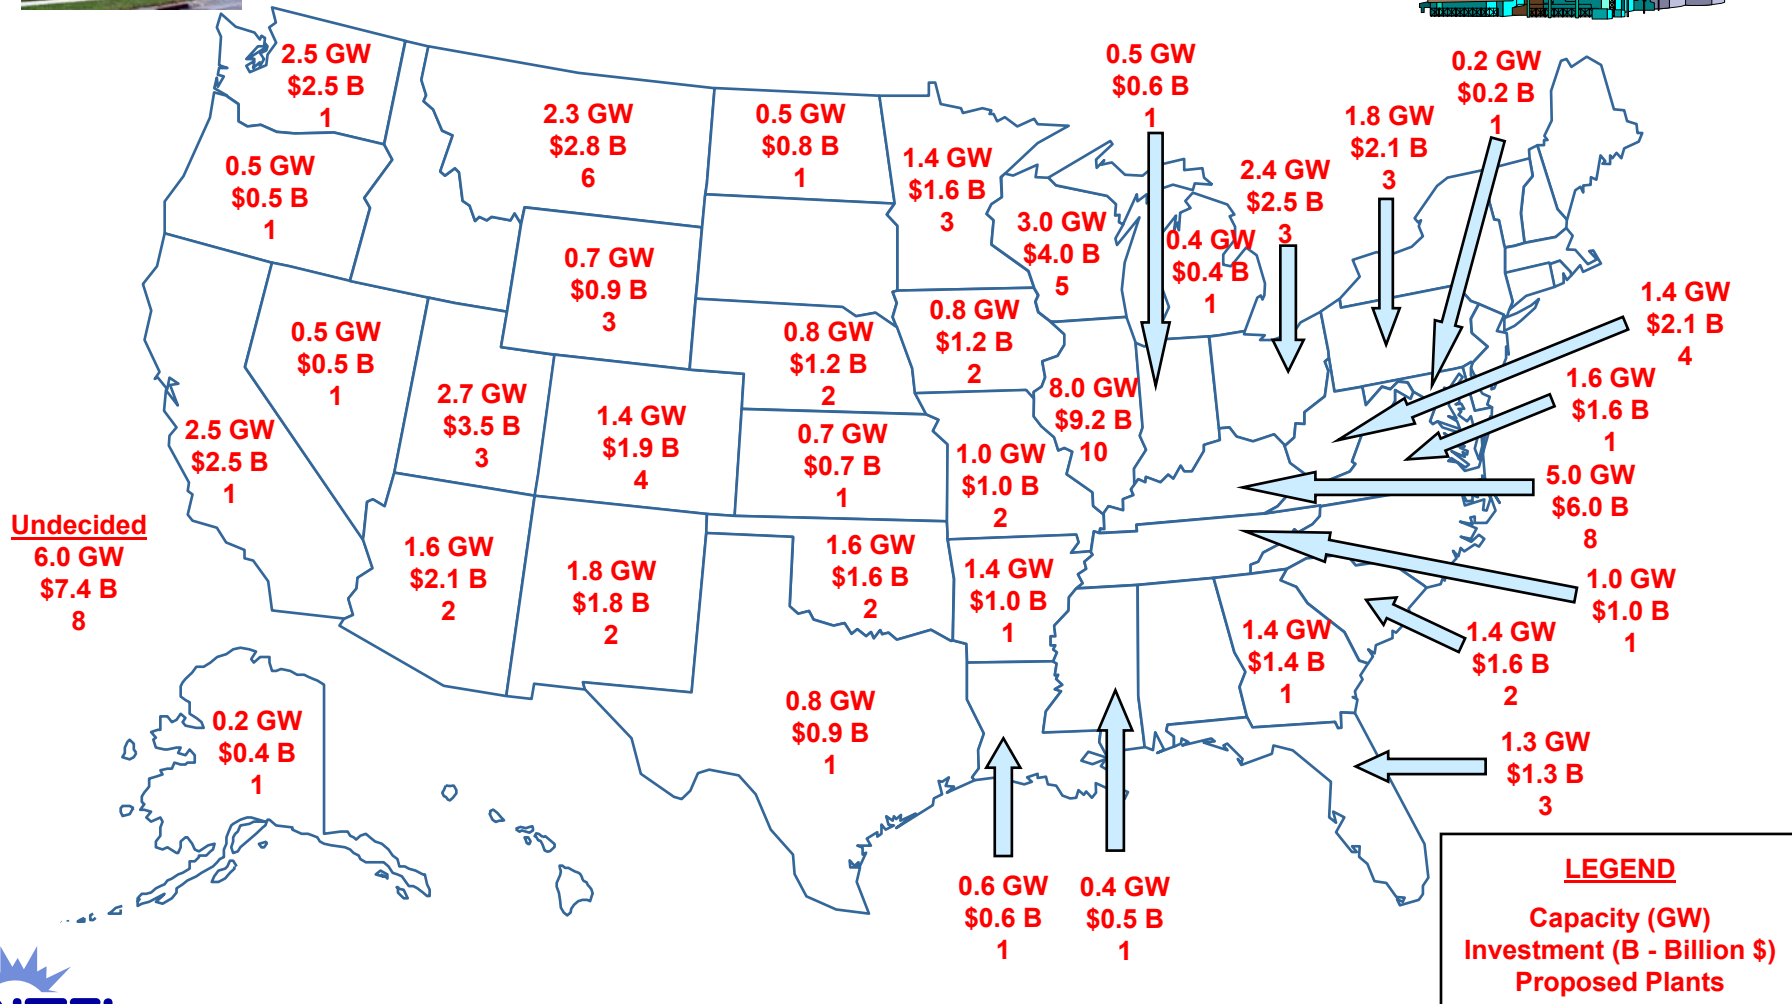 2.5 GW
$2.5 B
1
0.5 GW
$0.5 B
1
2.3 GW
$2.8 B
6
0.5 GW
$0.8 B
1
1.4 GW
$1.6 B
3
0.5 GW
$0.6 B
1
3.0 GW
$4.0 B
5
0.4 GW
$0.4 B
1
2.4 GW
$2.5 B
3
1.8 GW
$2.1 B
3
0.2 GW
$0.2 B
1
0.7 GW
$0.9 B
3
0.5 GW
$0.5 B
1
2.7 GW
$3.5 B
3
1.4 GW
$1.9 B
4
0.8 GW
$1.2 B
2
0.7 GW
$0.7 B
1
0.8 GW
$1.2 B
2
8.0 GW
$9.2 B
10
1.0 GW
$1.0 B
2
1.4 GW
$2.1 B
4
1.6 GW
$1.6 B
1
5.0 GW
$6.0 B
8
1.0 GW
$1.0 B
1
2.5 GW
$2.5 B
1
Undecided
6.0 GW
$7.4 B
8
1.6 GW
$2.1 B
2
1.8 GW
$1.8 B
2
1.6 GW
$1.6 B
2
1.4 GW
$1.0 B
1
1.4 GW
$1.4 B
1
1.4 GW
$1.6 B
2
1.3 GW
$1.3 B
3
0.2 GW
$0.4 B
1
0.8 GW
$0.9 B
1
0.6 GW
$0.6 B
1
0.4 GW
$0.5 B
1
LEGEND
Capacity (GW)
Investment (B - Billion $)
Proposed Plants